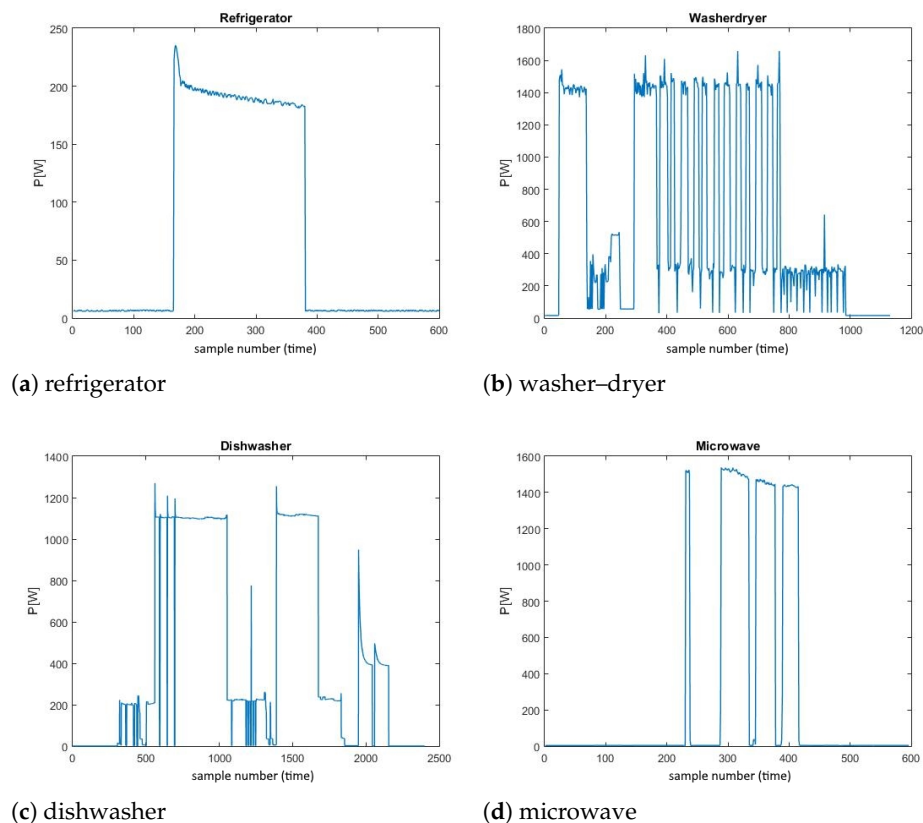 Refrigerator
250
200
150
100
50
0
P[W]
0 100 200 300 400 500 600
sample number (time)
(a) refrigerator
Washerdryer
1800
1600
1400
1200
1000
800
600
400
200
0
P[W]
0 200 400 600 800 1000 1200
sample number (time)
(b) washer–dryer
Dishwasher
1400
1200
1000
800
600
400
200
0
P[W]
0 500 1000 1500 2000 2500
sample number (time)
(c) dishwasher
Microwave
1600
1400
1200
1000
800
600
400
200
0
P[W]
0 100 200 300 400 500 600
sample number (time)
(d) microwave